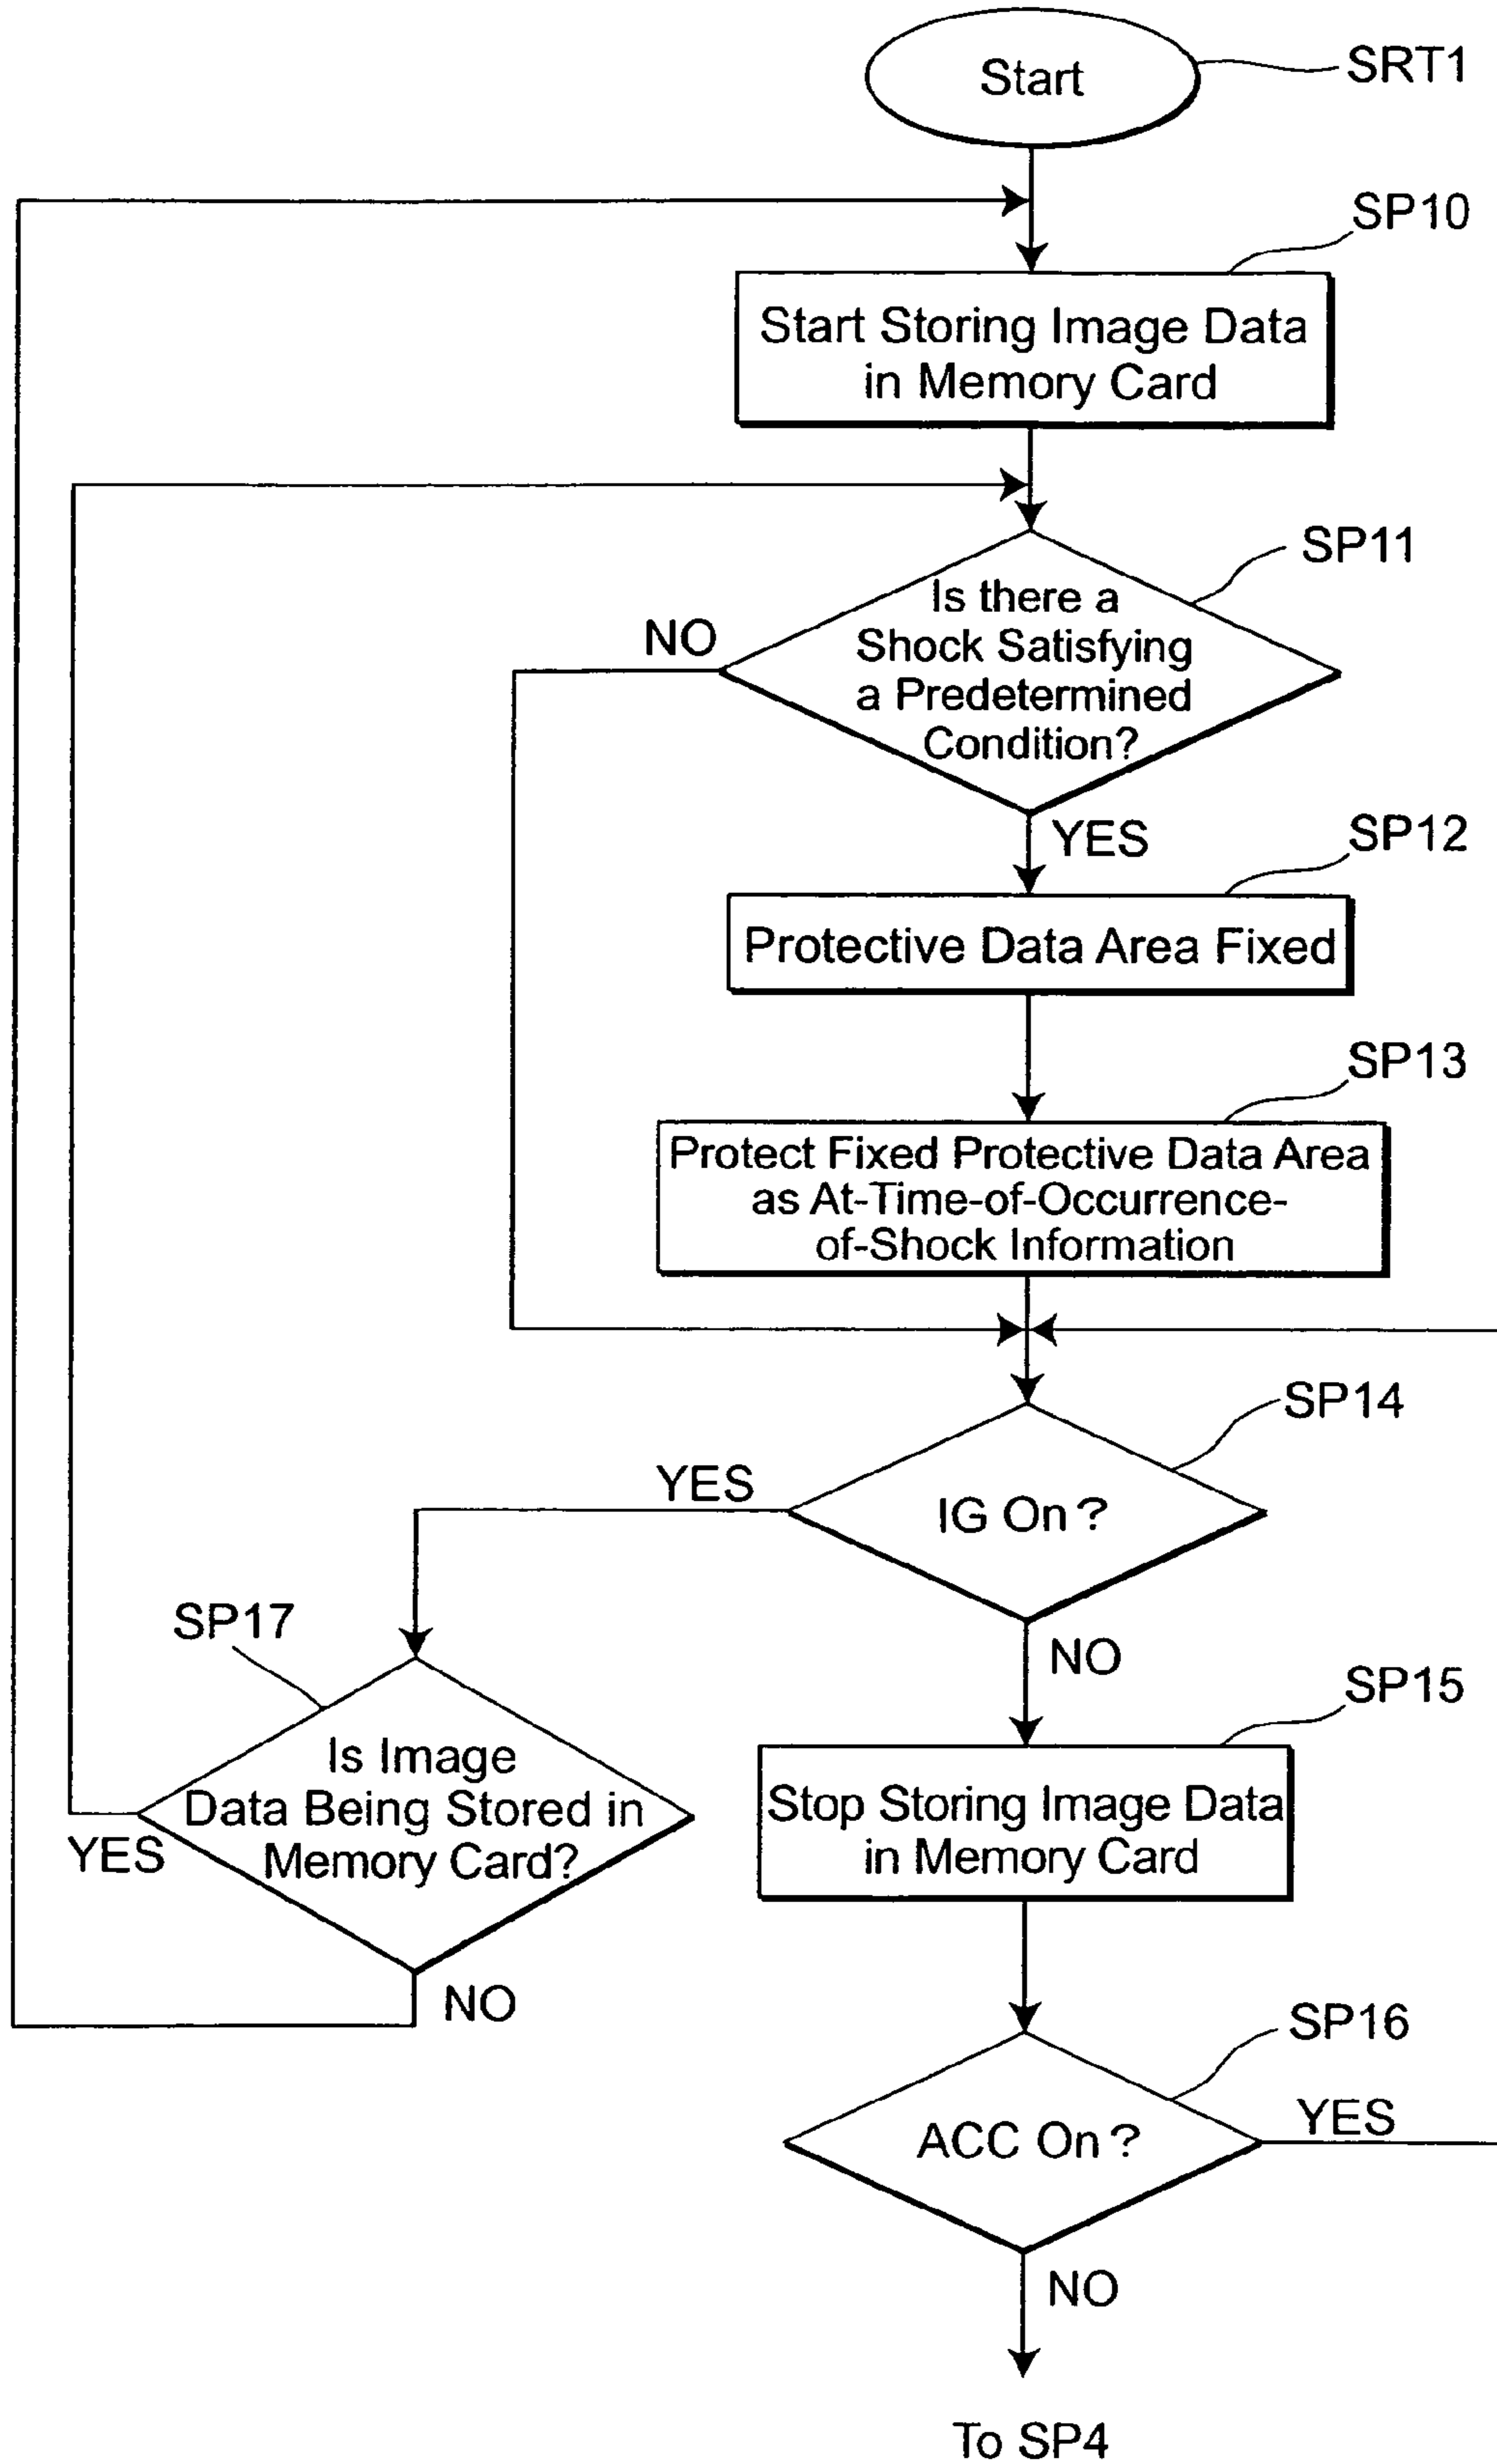 Start
SRT1
SP10
Start Storing Image Data
in Memory Card
SP11
Is there a
Shock Satisfying
a Predetermined
Condition?
NO
YES
SP12
Protective Data Area Fixed
SP13
Protect Fixed Protective Data Area
as At-Time-of-Occurrence-
of-Shock Information
SP14
IG On ?
YES
NO
SP17
Is Image
Data Being Stored in
Memory Card?
YES
NO
SP15
Stop Storing Image Data
in Memory Card
SP16
ACC On ?
YES
NO
To SP4